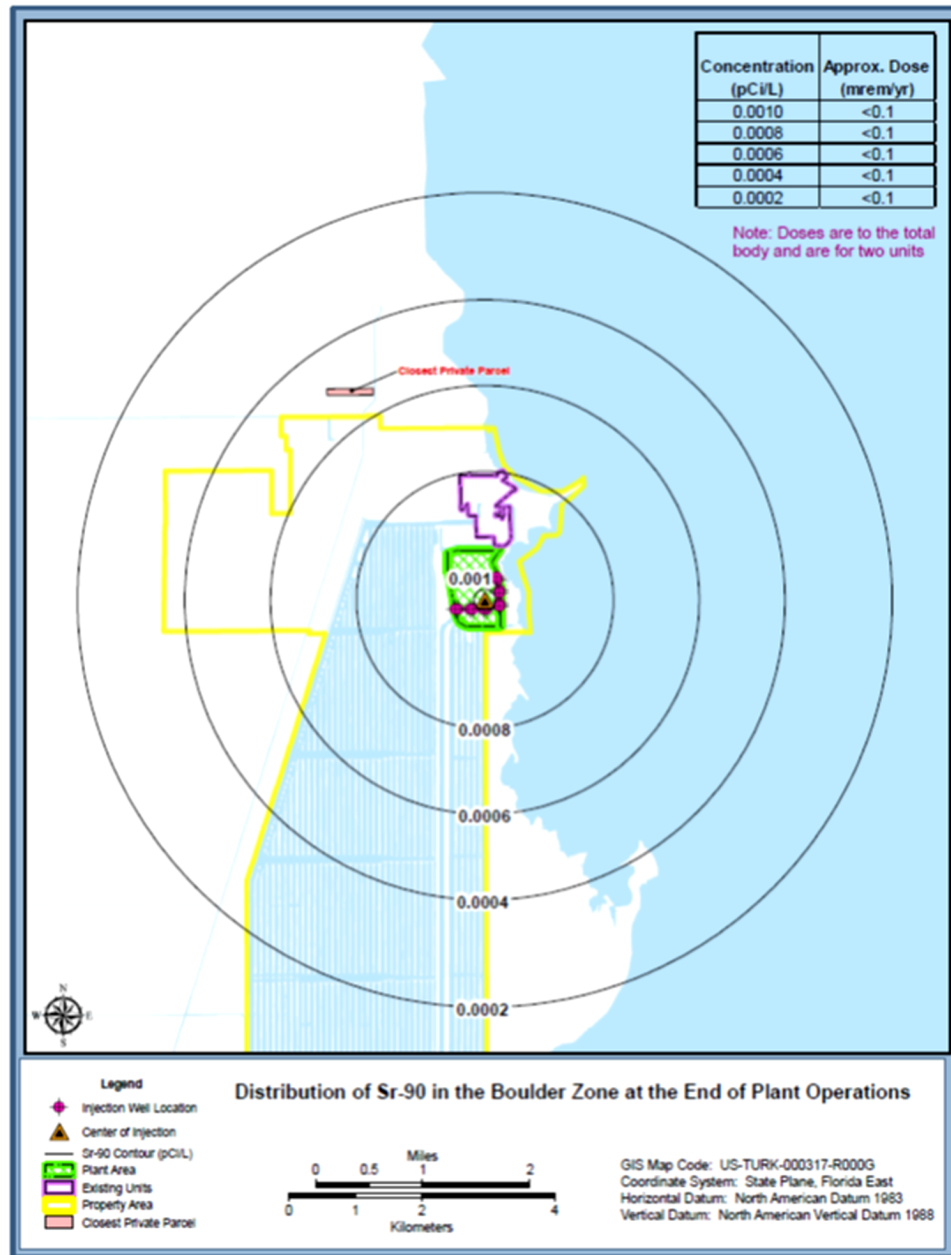 Concentration (pCi/L) Approx. Dose (mrem/yr)
0.0010 <0.1
0.0008 <0.1
0.0006 <0.1
0.0004 <0.1
0.0002 <0.1
Note: Doses are to the total
body and are for two units
Closest Private Parcel
0.001
0.0008
0.0006
0.0004
0.0002
N
W E
S
Legend
Injection Well Location
Center of Injection
Sr-90 Contour (pCi/L)
Plant Area
Existing Units
Property Area
Closest Private Parcel
Distribution of Sr-90 in the Boulder Zone at the End of Plant Operations
Miles
0 0.5 1 2
0 1 2 4
Kilometers
GIS Map Code: US-TURK-000317-R000G
Coordinate System: State Plane, Florida East
Horizontal Datum: North American Datum 1983
Vertical Datum: North American Vertical Datum 1988